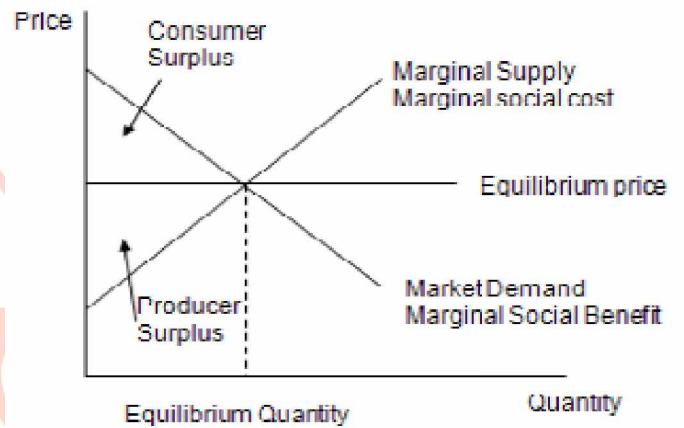 Price
Consumer
Surplus
Marginal Supply
Marginal social cost
Equilibrium price
Producer
Surplus
Market Demand
Marginal Social Benefit
Equilibrium Quantity
Quantity